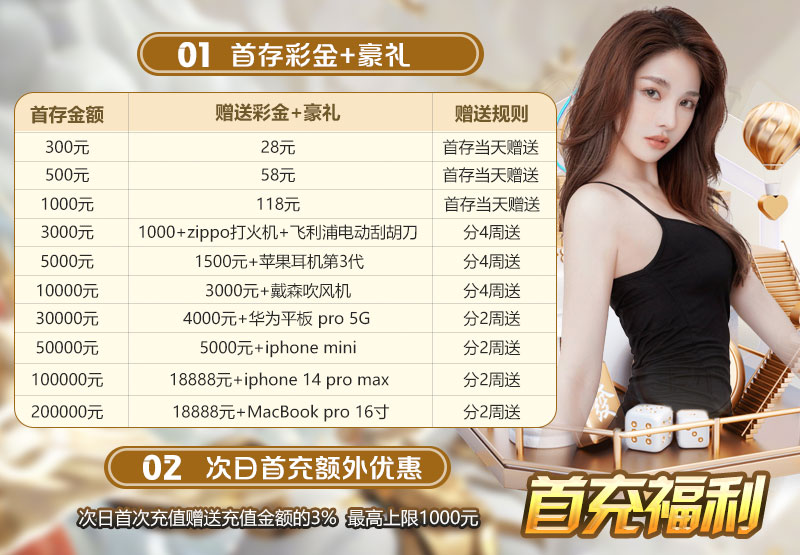 01 首存彩金+豪礼
首存金额 赠送彩金+豪礼 赠送规则
300元 28元 首存当天赠送
500元 58元 首存当天赠送
1000元 118元 首存当天赠送
3000元 1000+zippo打火机+飞利浦电动刮胡刀 分4周送
5000元 1500元+苹果耳机第3代 分4周送
10000元 3000元+戴森吹风机 分4周送
30000元 4000元+华为平板 pro 5G 分2周送
50000元 5000元+iphone mini 分2周送
100000元 18888元+iphone 14 pro max 分2周送
200000元 18888元+MacBook pro 16寸 分2周送
02 次日首充额外优惠
次日首次充值赠送充值金额的3% 最高上限1000元
首充福利